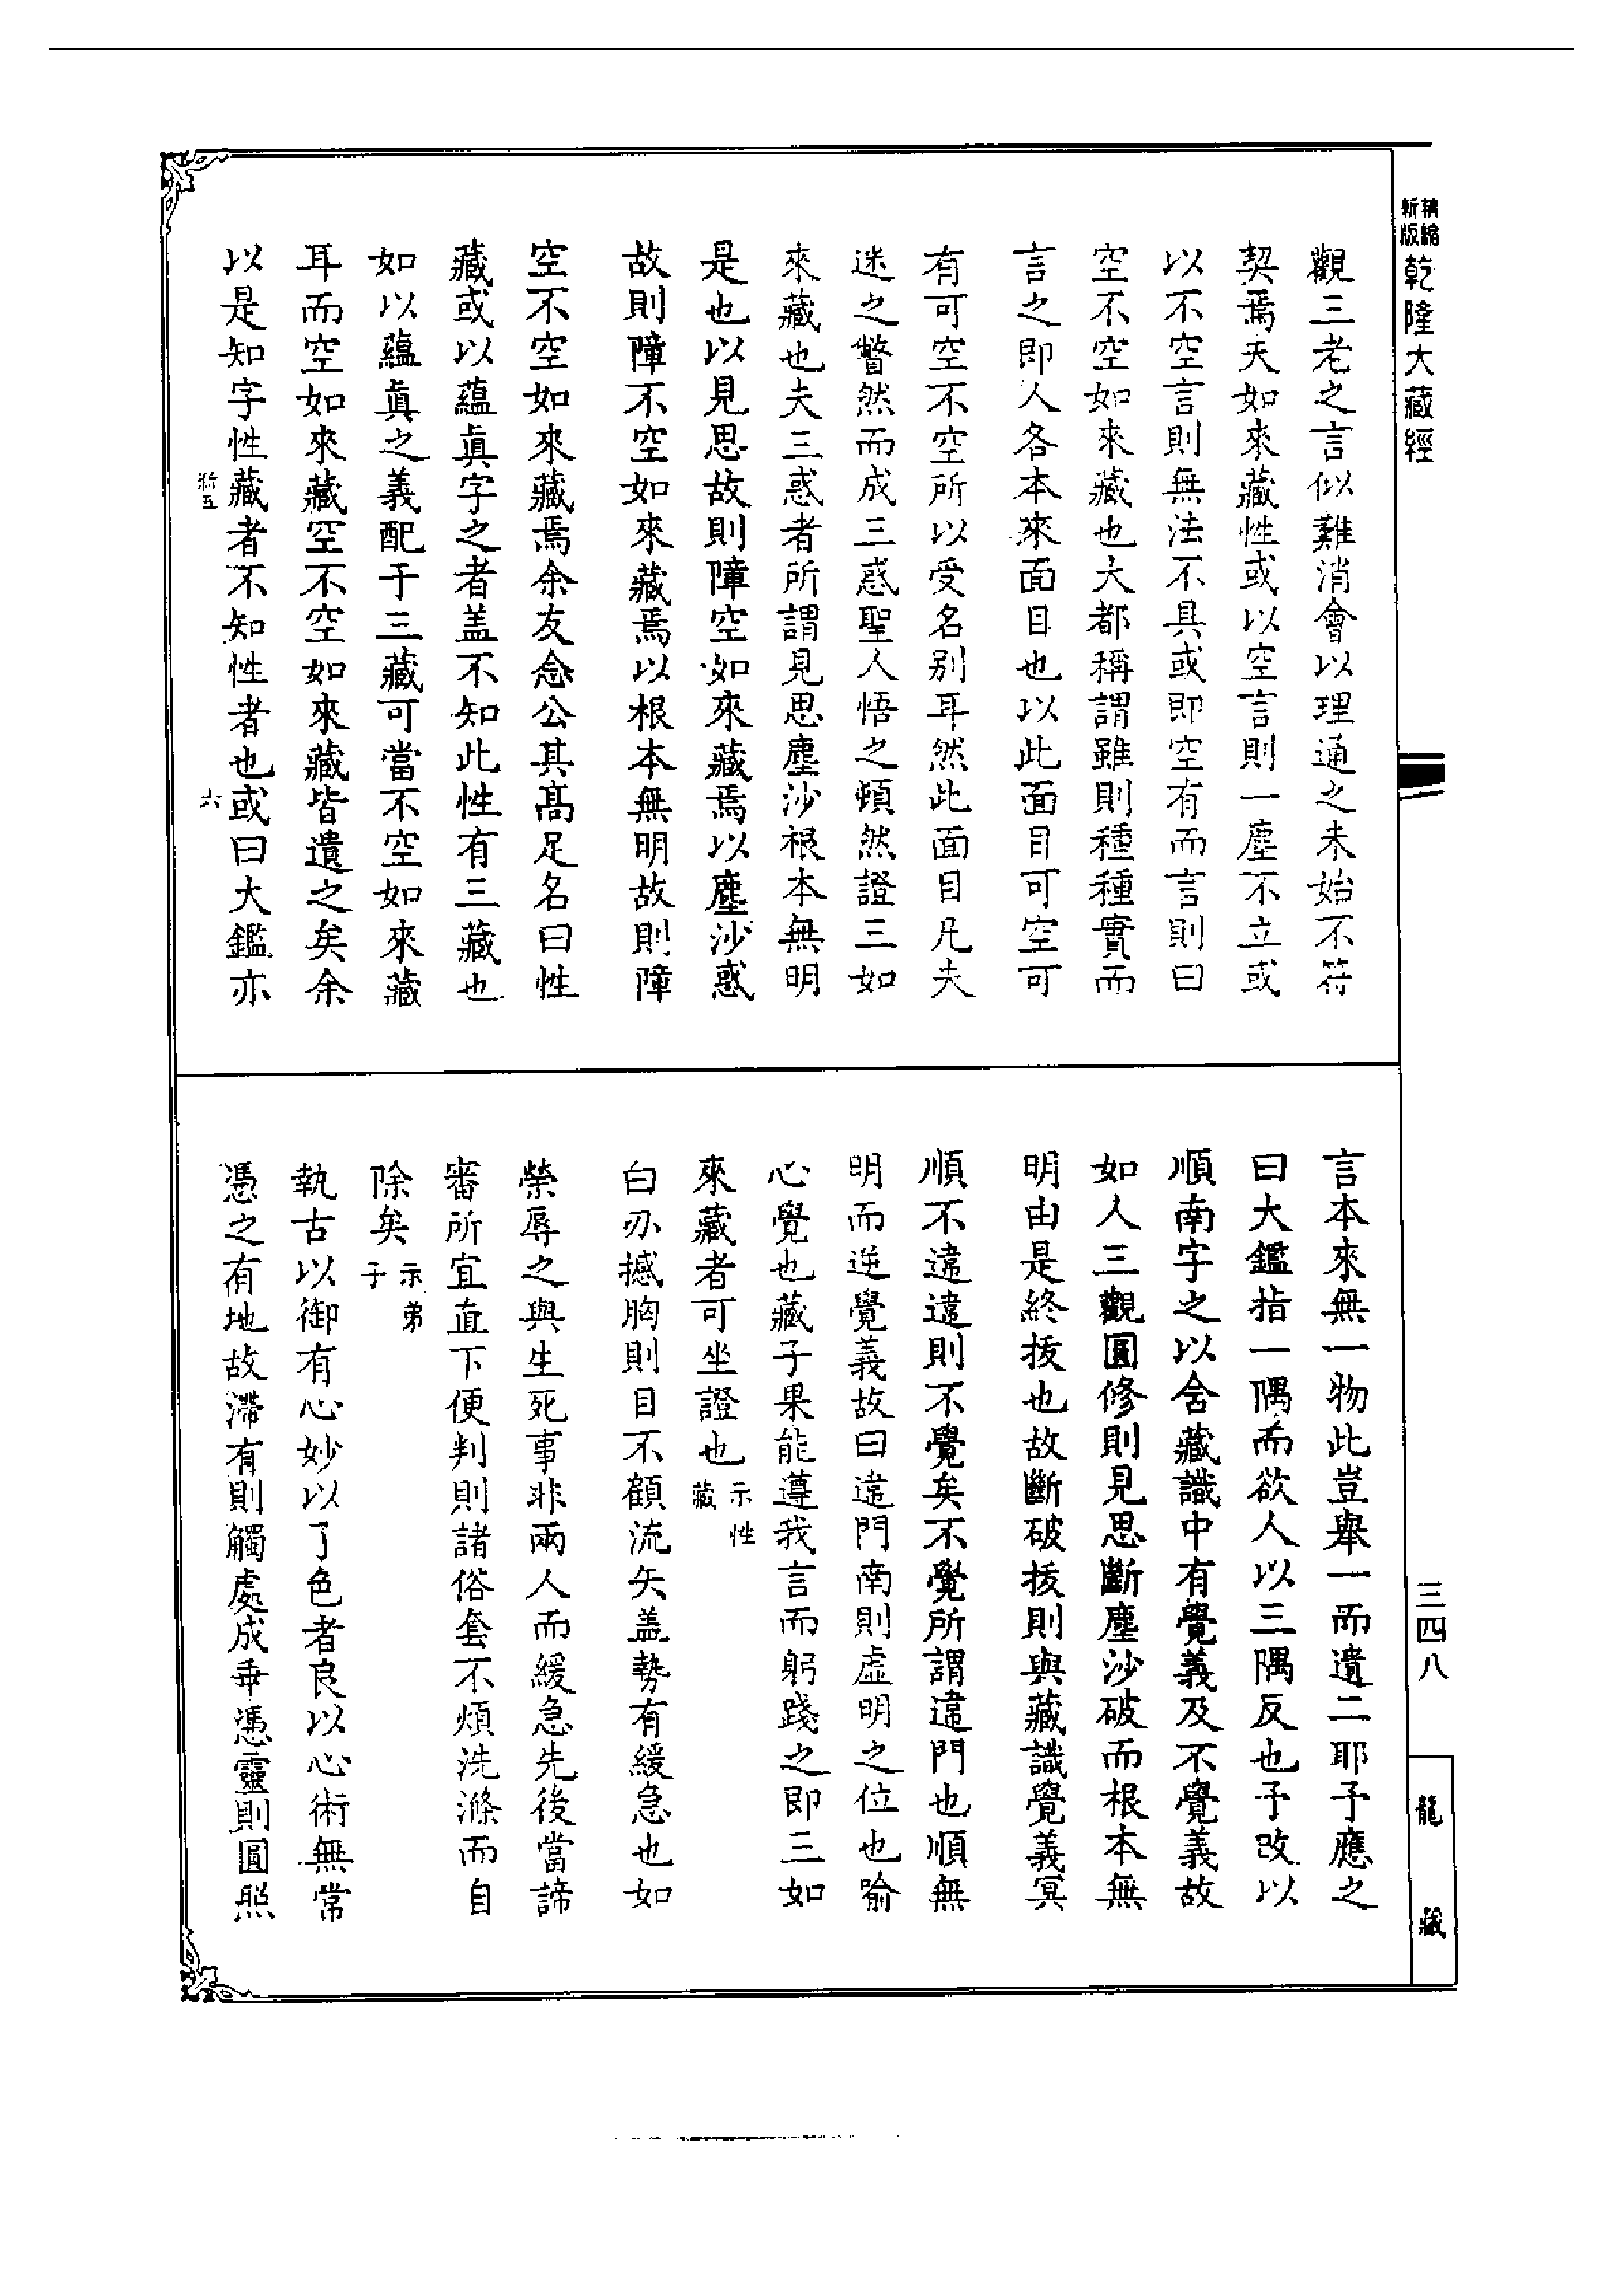 精縮新版乾隆大藏經
觀三老之言似難消會以理通之未始不符
契焉夫如來藏性或以空言則一塵不立或
以不空言則無法不具或即空有而言則曰
空不空如來藏也大都稱謂雖則種種實而
言之即人各本來面目也以此面目可空可
有可空不空所以受名别耳然此面目凡夫
迷之瞥然而成三惑聖人悟之頓然證三如
來藏也夫三惑者所謂見思塵沙根本無明
是也以見思故則障空如來藏焉以塵沙惑
故則障不空如來藏焉以根本無明故則障
空不空如來藏焉余友念公其髙足名曰性
藏或以蘊眞字之者盖不知此性有三藏也
如以蘊眞之義配于三藏可當不空如來藏
耳而空如來藏空不空如來藏皆遺之矣余
以是知字性藏者不知性者也或曰大鑑亦
六
言本來無一物此豈舉一而遺二耶予應之
曰大鑑指一隅而欲人以三隅反也予改以
順南字之以舍藏識中有覺義及不覺義故
如人三觀圓修則見思斷塵沙破而根本無
明由是終拔也故斷破拔則與藏識覺義冥
順不違違則不覺矣不覺所謂違門也順無
明而逆覺義故曰違門南則虛明之位也喻
心覺也藏子果能遵我言而躬踐之即三如
來藏者可坐證也示性藏
白刃撼胸則目不顧流矢盖勢有緩急也如
榮辱之與生死事非兩人而緩急先後當諦
審所宜直下便判則諸俗套不煩洗滌而自
除矣示弟子
執古以御有心妙以了色者良以心術無常
憑之有地故滯有則觸處成乖憑靈則圓照
三四八
龍藏